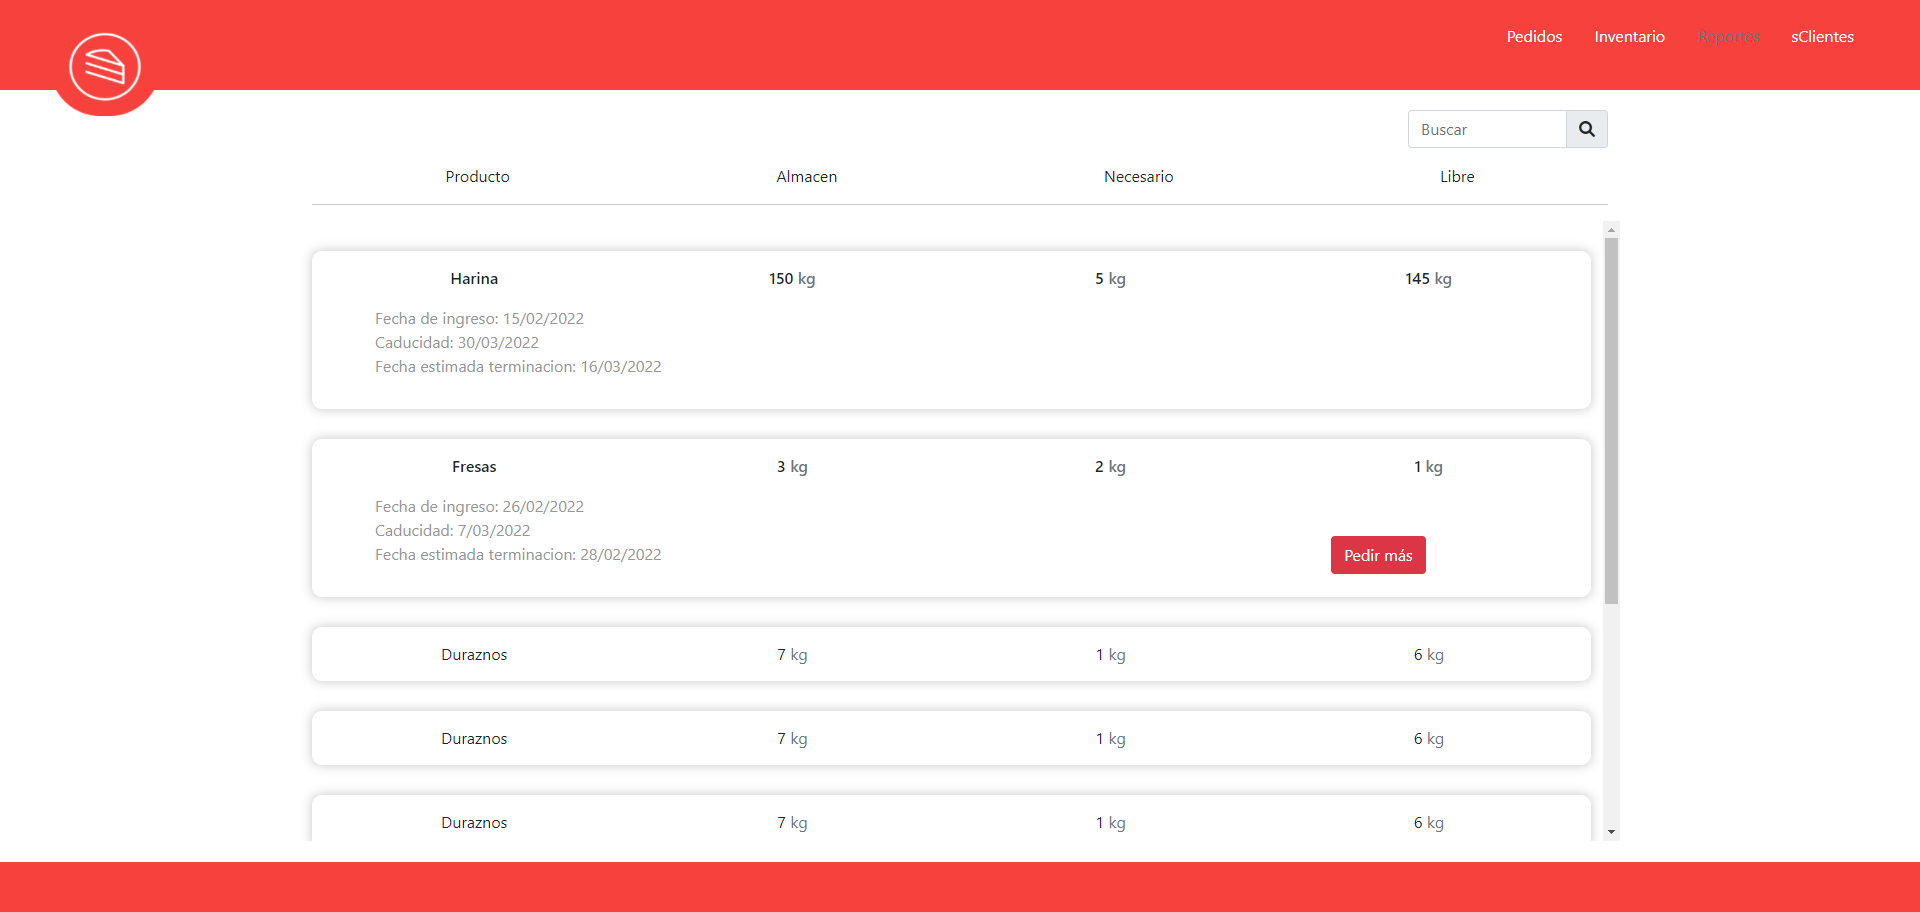 Pedidos Inventario Reportes sClientes
Buscar
Producto Almacen Necesario Libre
Harina 150 kg 5 kg 145 kg
Fecha de ingreso: 15/02/2022
Caducidad: 30/03/2022
Fecha estimada terminacion: 16/03/2022
Fresas 3 kg 2 kg 1 kg
Fecha de ingreso: 26/02/2022
Caducidad: 7/03/2022
Fecha estimada terminacion: 28/02/2022
Pedir más
Duraznos 7 kg 1 kg 6 kg
Duraznos 7 kg 1 kg 6 kg
Duraznos 7 kg 1 kg 6 kg